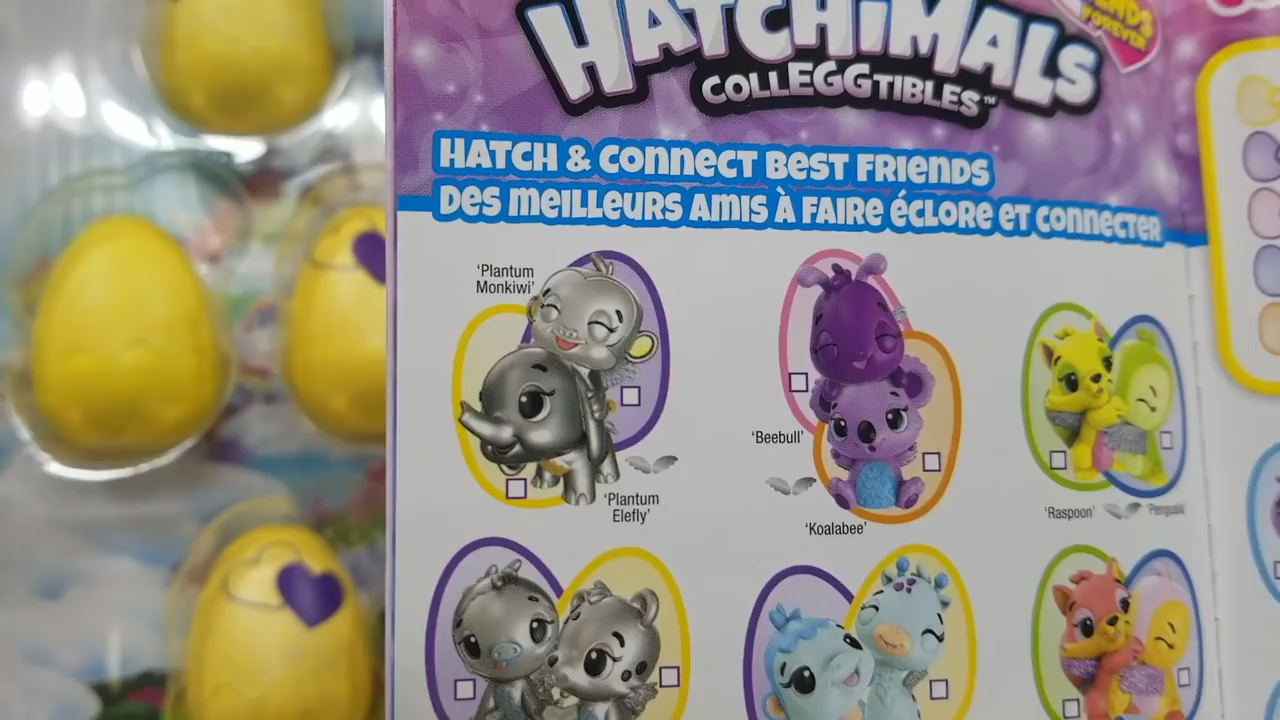 FOREVER
HATCHiMALS
COLLEGGTIBLES™
HATCH & CONNECT BEST FRIENDS
DES MEILLEURS AMIS À FAIRE ÉCLORE ET CONNECTER
'Plantum
Monkiwi'
'Plantum
Elefly'
'Beebull'
'Koalabee'
'Raspoon'
'Penguala'